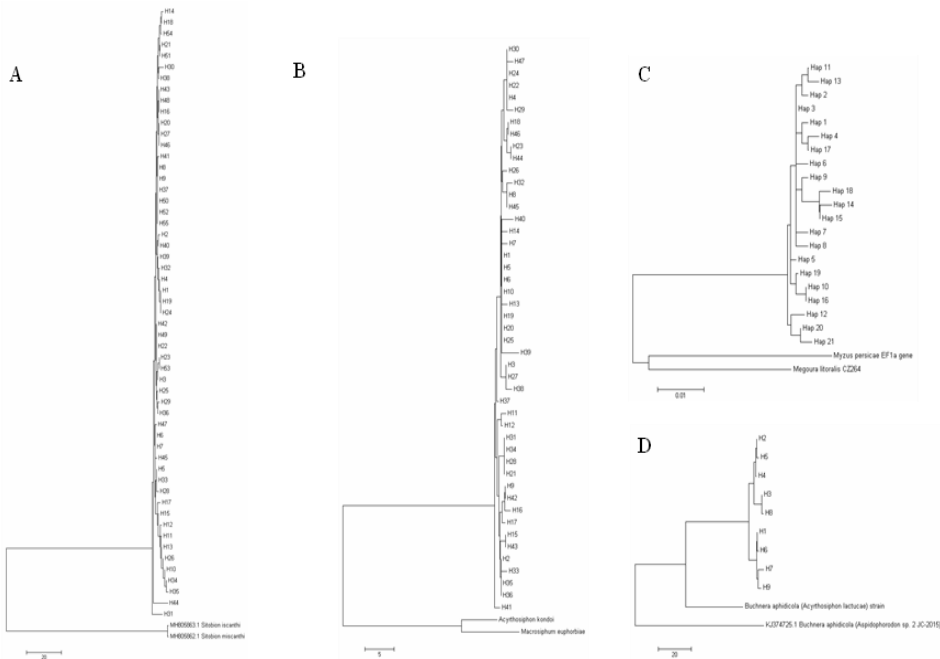 A
H14
H18
H54
H21
H51
H30
H38
H43
H48
H16
H20
H27
H46
H41
H8
H9
H37
H50
H52
H55
H2
H40
H39
H32
H4
H1
H19
H24
H42
H49
H22
H23
H53
H3
H25
H29
H36
H47
H6
H7
H45
H5
H33
H28
H17
H15
H12
H11
H13
H26
H10
H34
H35
H44
H31
MH805862.1 Sitobion miscanthi
20
B
H30
H47
H24
H22
H4
H29
H18
H46
H23
H44
H26
H32
H8
H45
H40
H14
H7
H1
H5
H6
H10
H13
H19
H20
H25
H39
H3
H27
H38
H37
H11
H12
H31
H34
H28
H21
H9
H42
H16
H17
H15
H43
H2
H33
H35
H36
H41
Acyrthosiphon kondoi
Macrosiphum euphorbiae
5
C
Hap 11
Hap 13
Hap 2
Hap 3
Hap 1
Hap 4
Hap 17
Hap 6
Hap 9
Hap 18
Hap 14
Hap 15
Hap 7
Hap 8
Hap 5
Hap 19
Hap 10
Hap 16
Hap 12
Hap 20
Hap 21
Myzus persicae EF1a gene
Megoura litoralis CZ264
0.01
D
H2
H5
H4
H3
H8
H1
H6
H7
H9
Buchnera aphidicola (Acyrthosiphon lactucae) strain
KJ374725.1 Buchnera aphidicola (Aspidophorodon sp. 2 JC-2015)
20